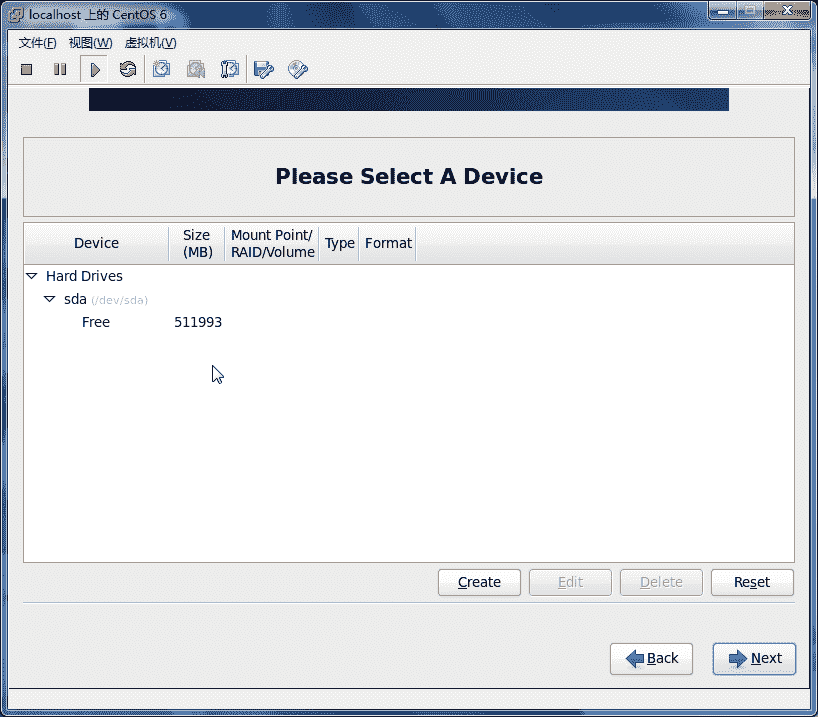 localhost 上的 CentOS 6
文件(F) 视图(W) 虚拟机(V)
Please Select A Device
Device Size (MB) Mount Point/ RAID/Volume Type Format
Hard Drives
sda (/dev/sda)
Free 511993
Create Edit Delete Reset
Back Next